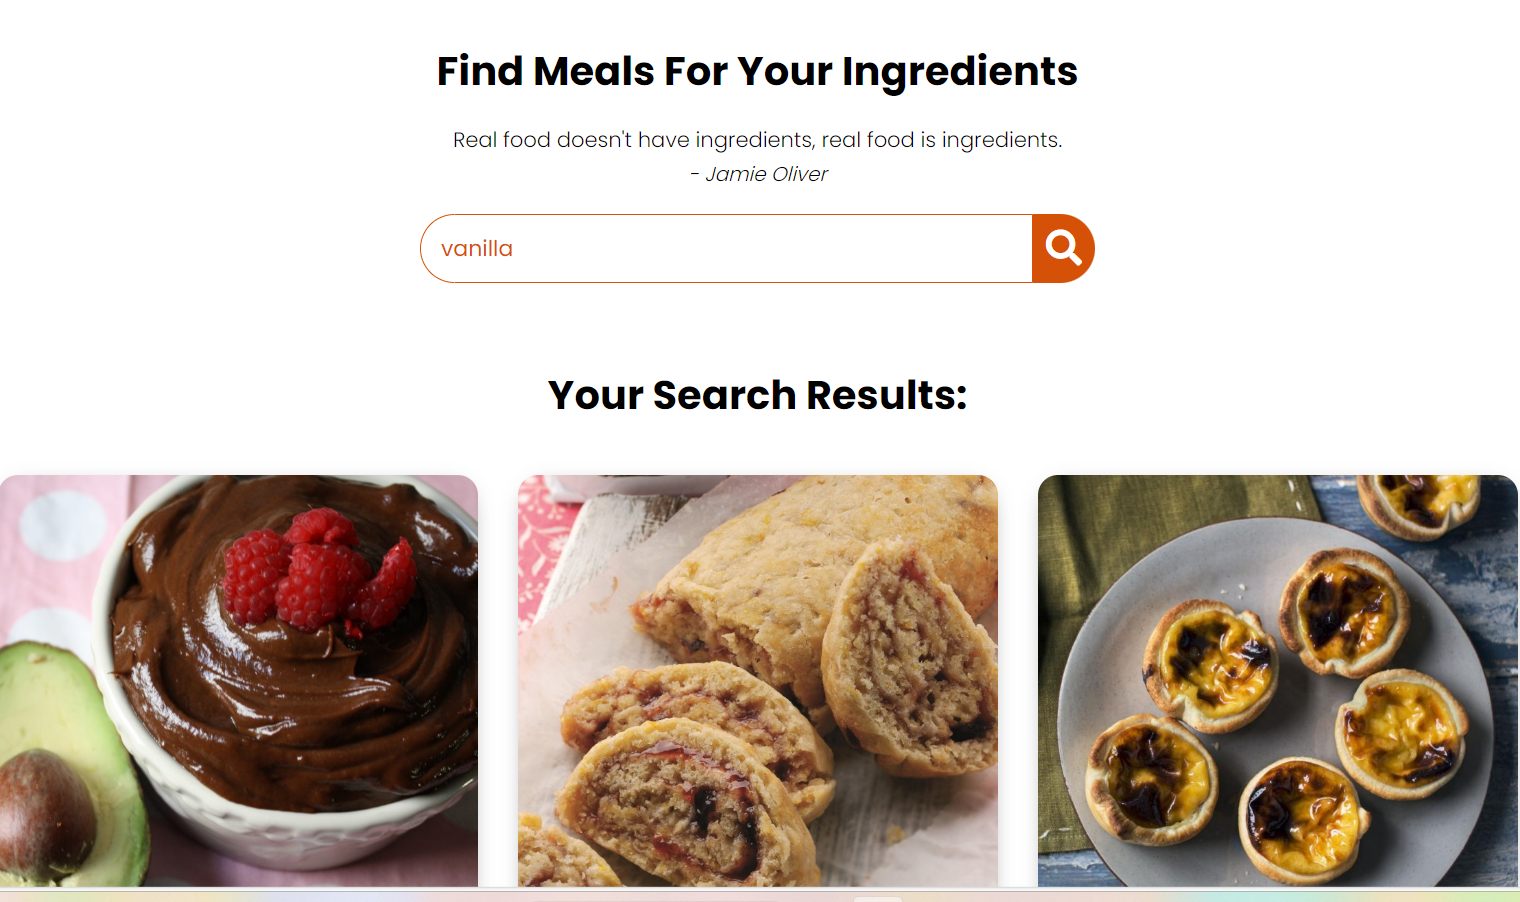 Find Meals For Your Ingredients
Real food doesn't have ingredients, real food is ingredients.
- Jamie Oliver
vanilla
Your Search Results: